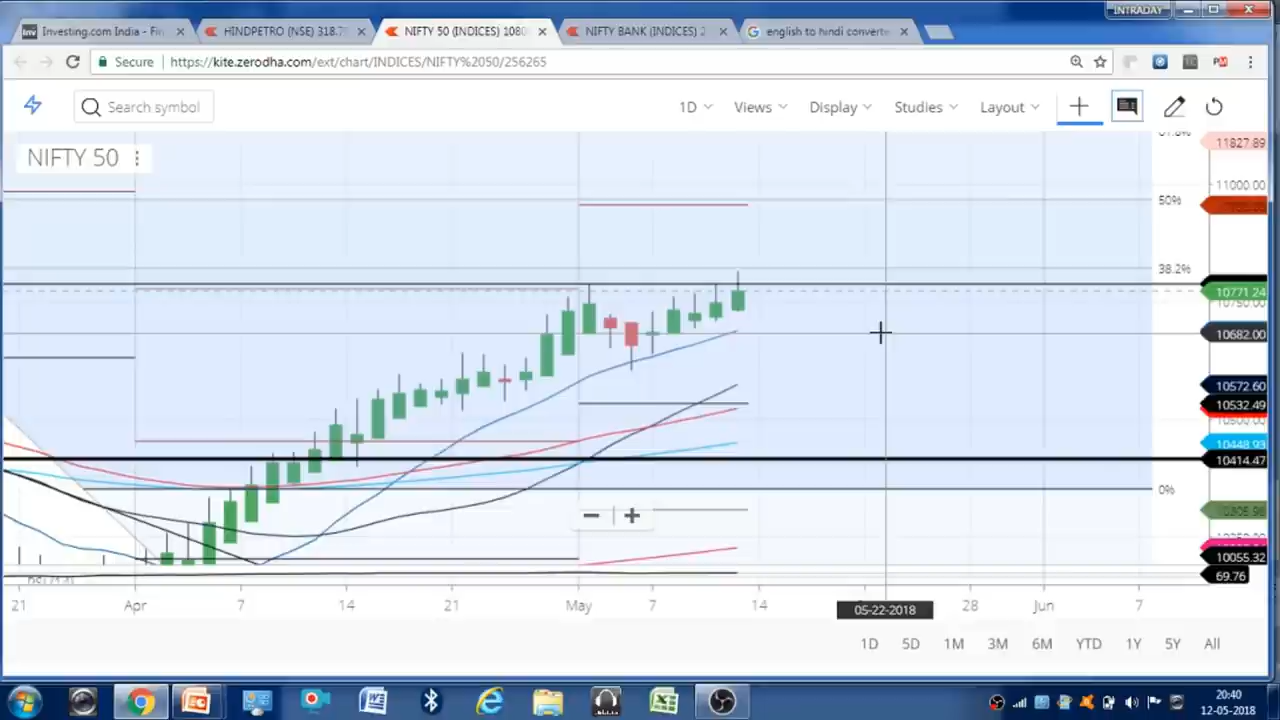 INTRADAY
Investing.com India - Fin
HINDPETRO (NSE) 318.7
NIFTY 50 (INDICES) 1080
NIFTY BANK (INDICES) 2
english to hindi converte
Secure
https://kite.zerodha.com/ext/chart/INDICES/NIFTY%2050/256265
Search symbol
1D
Views
Display
Studies
Layout
NIFTY 50
11827.89
11000.00
50%
38.2%
10771.24
10750.00
10682.00
10572.60
10532.49
10448.93
10414.47
0%
10055.32
69.76
21 Apr 7 14 21 May 7 14 05-22-2018 28 Jun 7
1D 5D 1M 3M 6M YTD 1Y 5Y All
20:40
12-05-2018